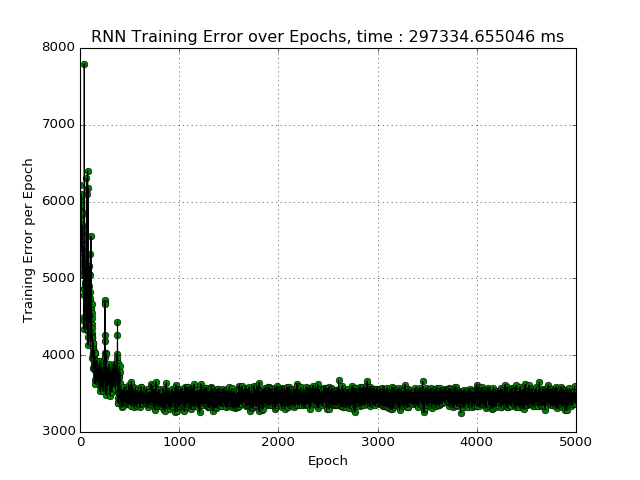 RNN Training Error over Epochs, time : 297334.655046 ms
8000
7000
6000
5000
4000
3000
Training Error per Epoch
0 1000 2000 3000 4000 5000
Epoch